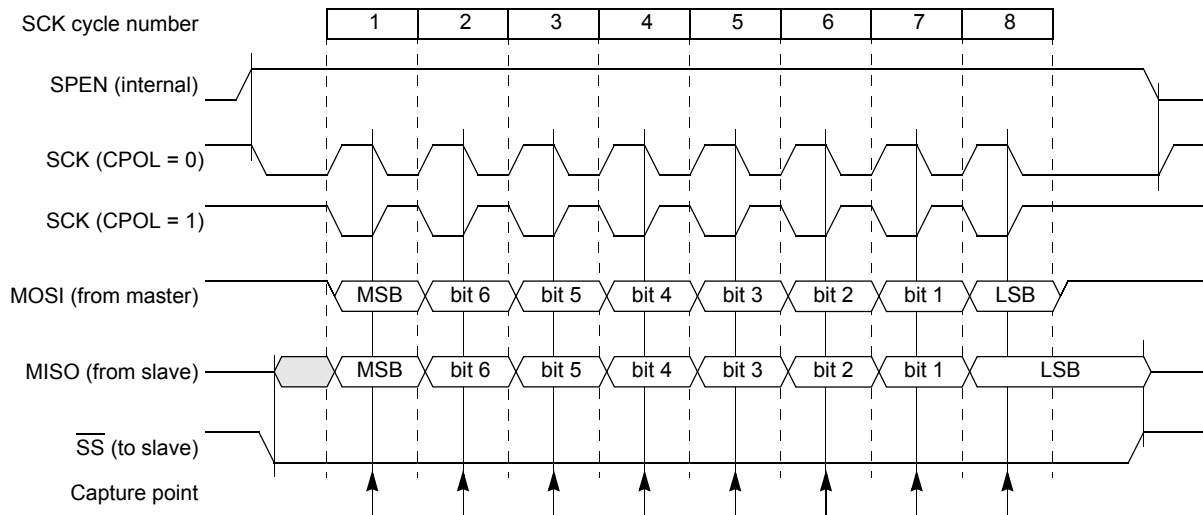 SCK cycle number 1 2 3 4 5 6 7 8
SPEN (internal)
SCK (CPOL = 0)
SCK (CPOL = 1)
MOSI (from master) MSB bit 6 bit 5 bit 4 bit 3 bit 2 bit 1 LSB
MISO (from slave) MSB bit 6 bit 5 bit 4 bit 3 bit 2 bit 1 LSB
S̅S̅ (to slave)
Capture point